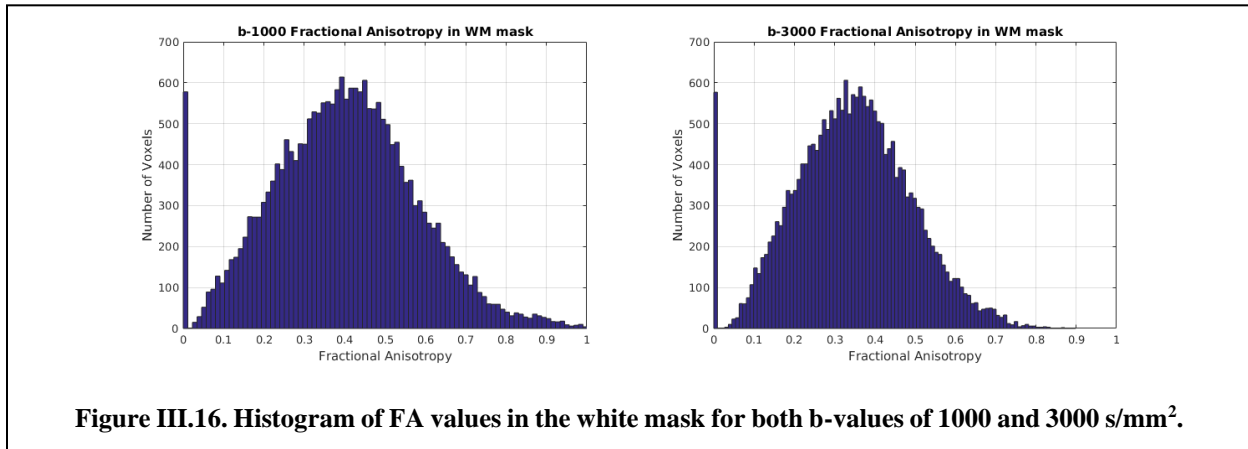 b-1000 Fractional Anisotropy in WM mask
700
600
500
400
300
200
100
0
Number of Voxels
0 0.1 0.2 0.3 0.4 0.5 0.6 0.7 0.8 0.9 1
Fractional Anisotropy
b-3000 Fractional Anisotropy in WM mask
700
600
500
400
300
200
100
0
Number of Voxels
0 0.1 0.2 0.3 0.4 0.5 0.6 0.7 0.8 0.9 1
Fractional Anisotropy
Figure III.16. Histogram of FA values in the white mask for both b-values of 1000 and 3000 s/mm².